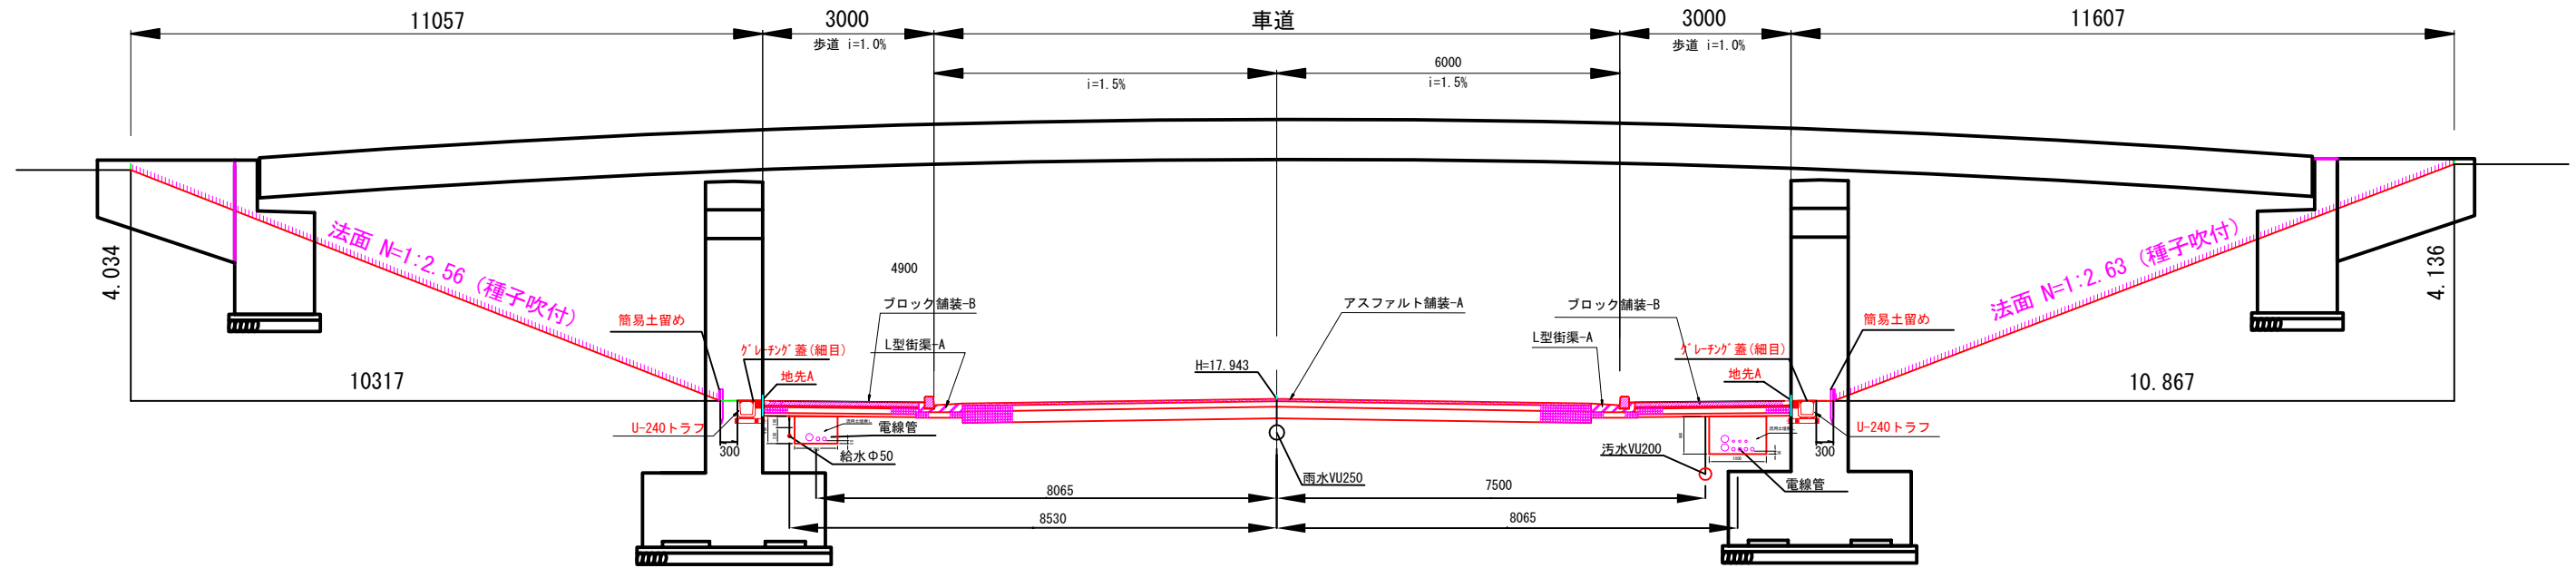 11057
3000
車道
3000
11607
歩道 i=1.0%
歩道 i=1.0%
6000
i=1.5%
i=1.5%
4.034
法面 N=1:2.56 (種子吹付)
法面 N=1:2.63 (種子吹付)
4.136
4900
ブロック舗装-B
アスファルト舗装-A
ブロック舗装-B
簡易土留め
簡易土留め
L型街渠-A
L型街渠-A
グレーチング蓋(細目)
グレーチング蓋(細目)
H=17.943
地先A
地先A
10317
10.867
U-240トラフ
電線管
U-240トラフ
300
給水Φ50
汚水VU200
300
雨水VU250
電線管
1000
8065
7500
8530
8065